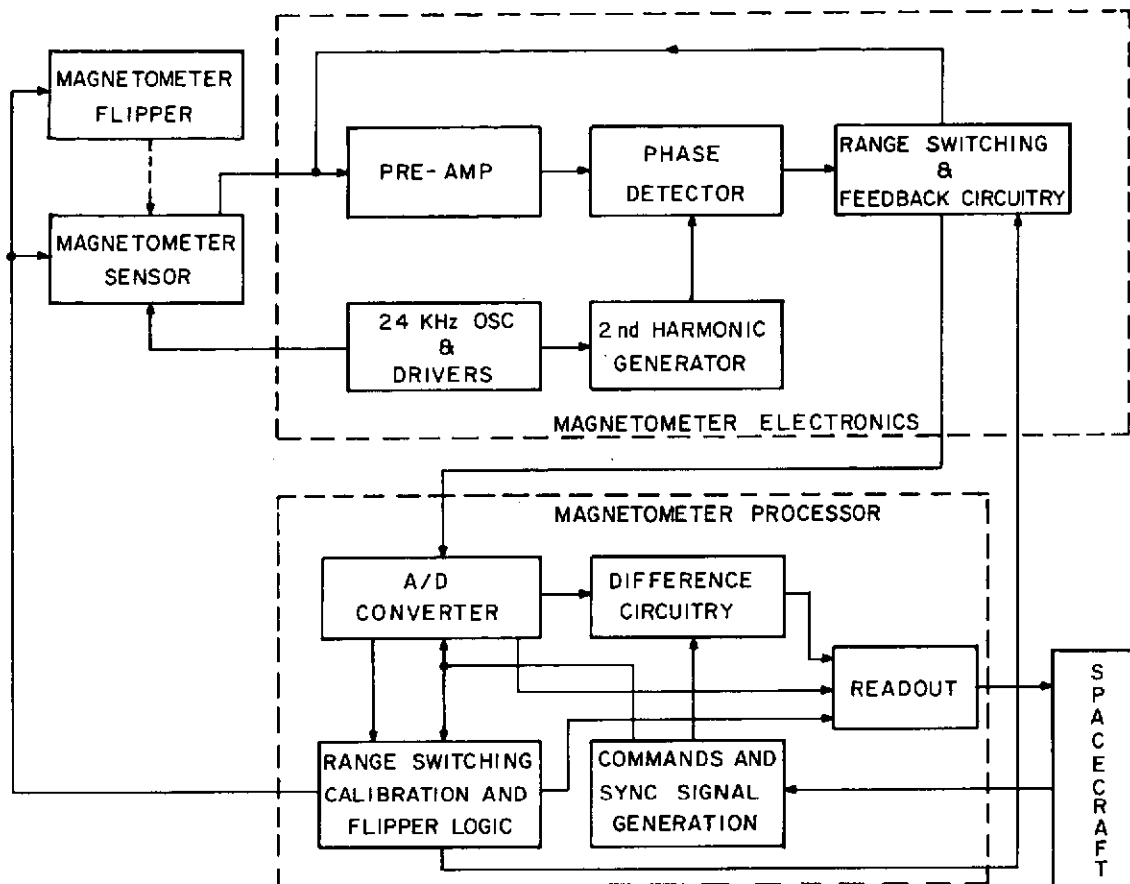 MAGNETOMETER
FLIPPER
MAGNETOMETER
SENSOR
PRE-AMP
PHASE
DETECTOR
RANGE SWITCHING
&
FEEDBACK CIRCUITRY
24 KHz OSC
&
DRIVERS
2nd HARMONIC
GENERATOR
MAGNETOMETER ELECTRONICS
MAGNETOMETER PROCESSOR
A/D
CONVERTER
DIFFERENCE
CIRCUITRY
READOUT
RANGE SWITCHING
CALIBRATION AND
FLIPPER LOGIC
COMMANDS AND
SYNC SIGNAL
GENERATION
SPACECRAFT